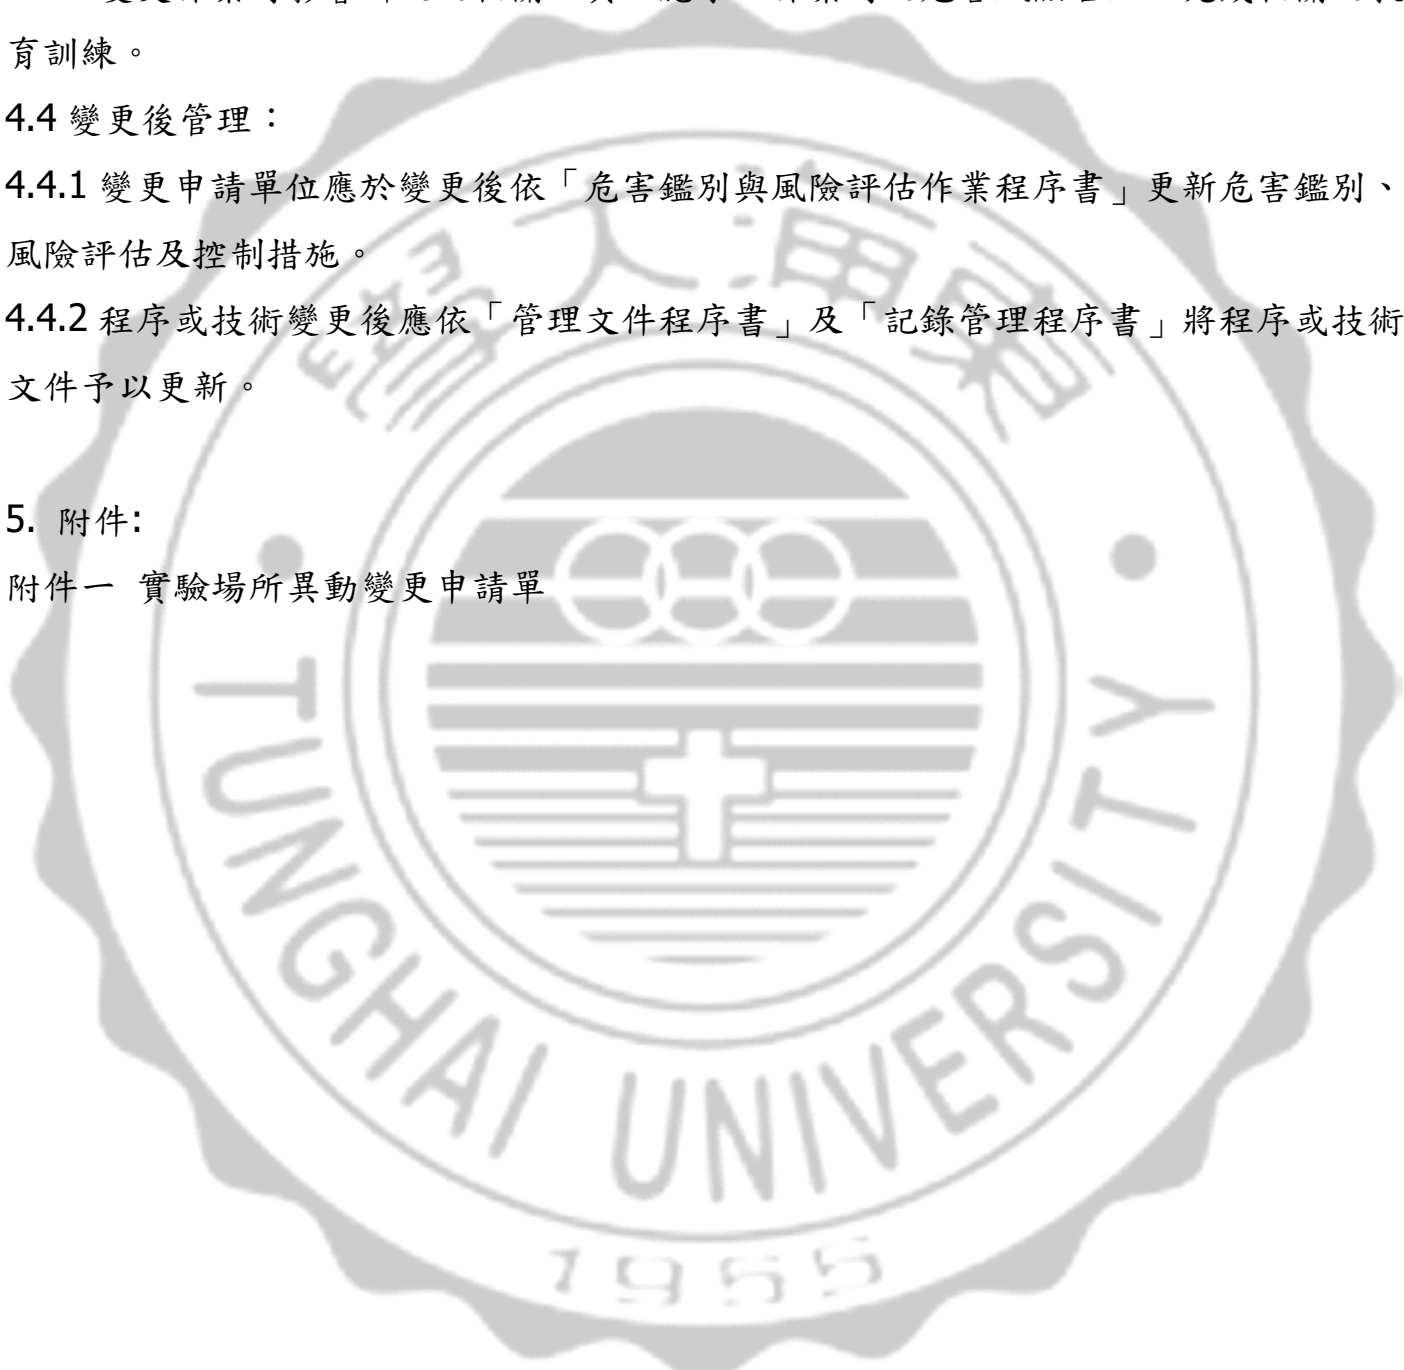 育訓練。
4.4 變更後管理：
4.4.1 變更申請單位應於變更後依「危害鑑別與風險評估作業程序書」更新危害鑑別、
風險評估及控制措施。
4.4.2 程序或技術變更後應依「管理文件程序書」及「記錄管理程序書」將程序或技術
文件予以更新。
5. 附件:
附件一 實驗場所異動變更申請單
東海大學
TUNGHAI UNIVERSITY
1955